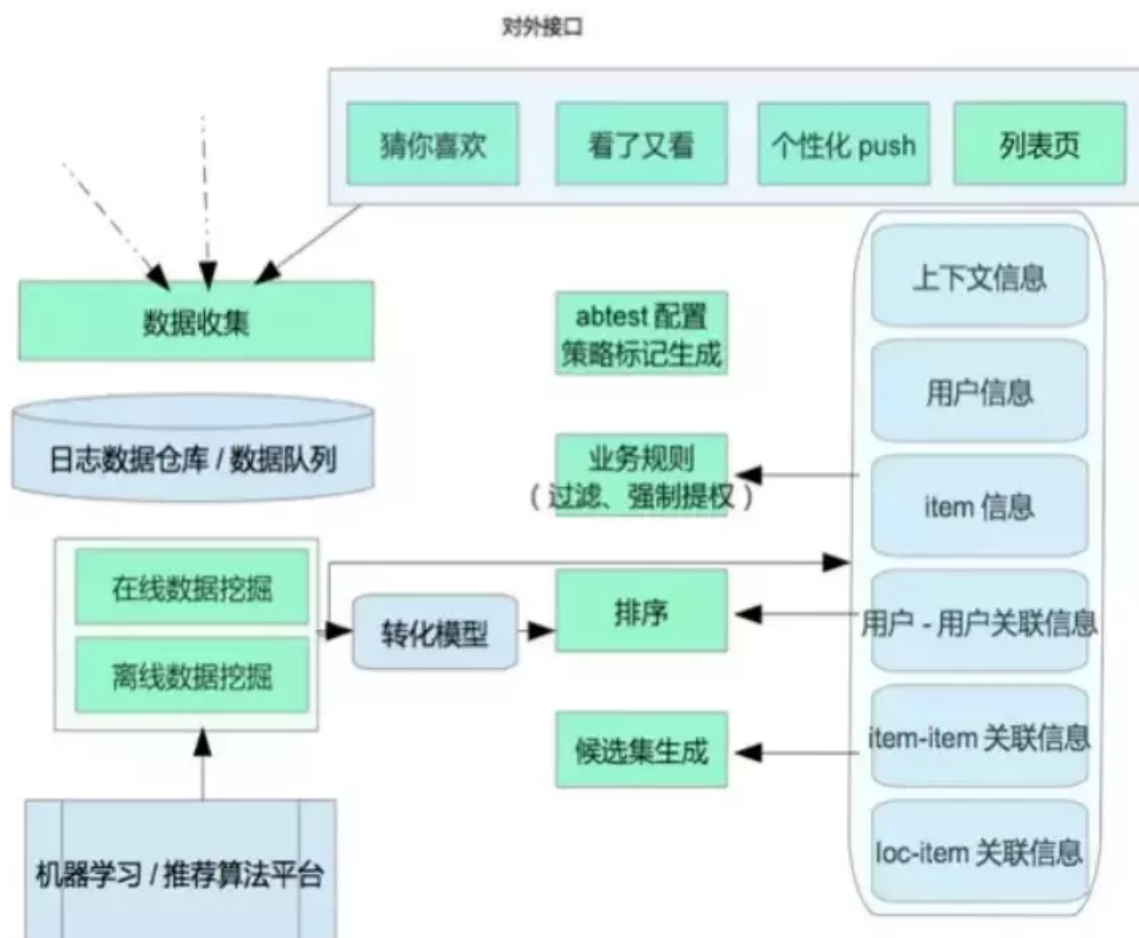 对外接口
猜你喜欢
看了又看
个性化 push
列表页
数据收集
日志数据仓库 / 数据队列
在线数据挖掘
离线数据挖掘
机器学习 / 推荐算法平台
转化模型
abtest 配置
策略标记生成
业务规则
（过滤、强制提权）
排序
候选集生成
上下文信息
用户信息
item 信息
用户 - 用户关联信息
item-item 关联信息
loc-item 关联信息